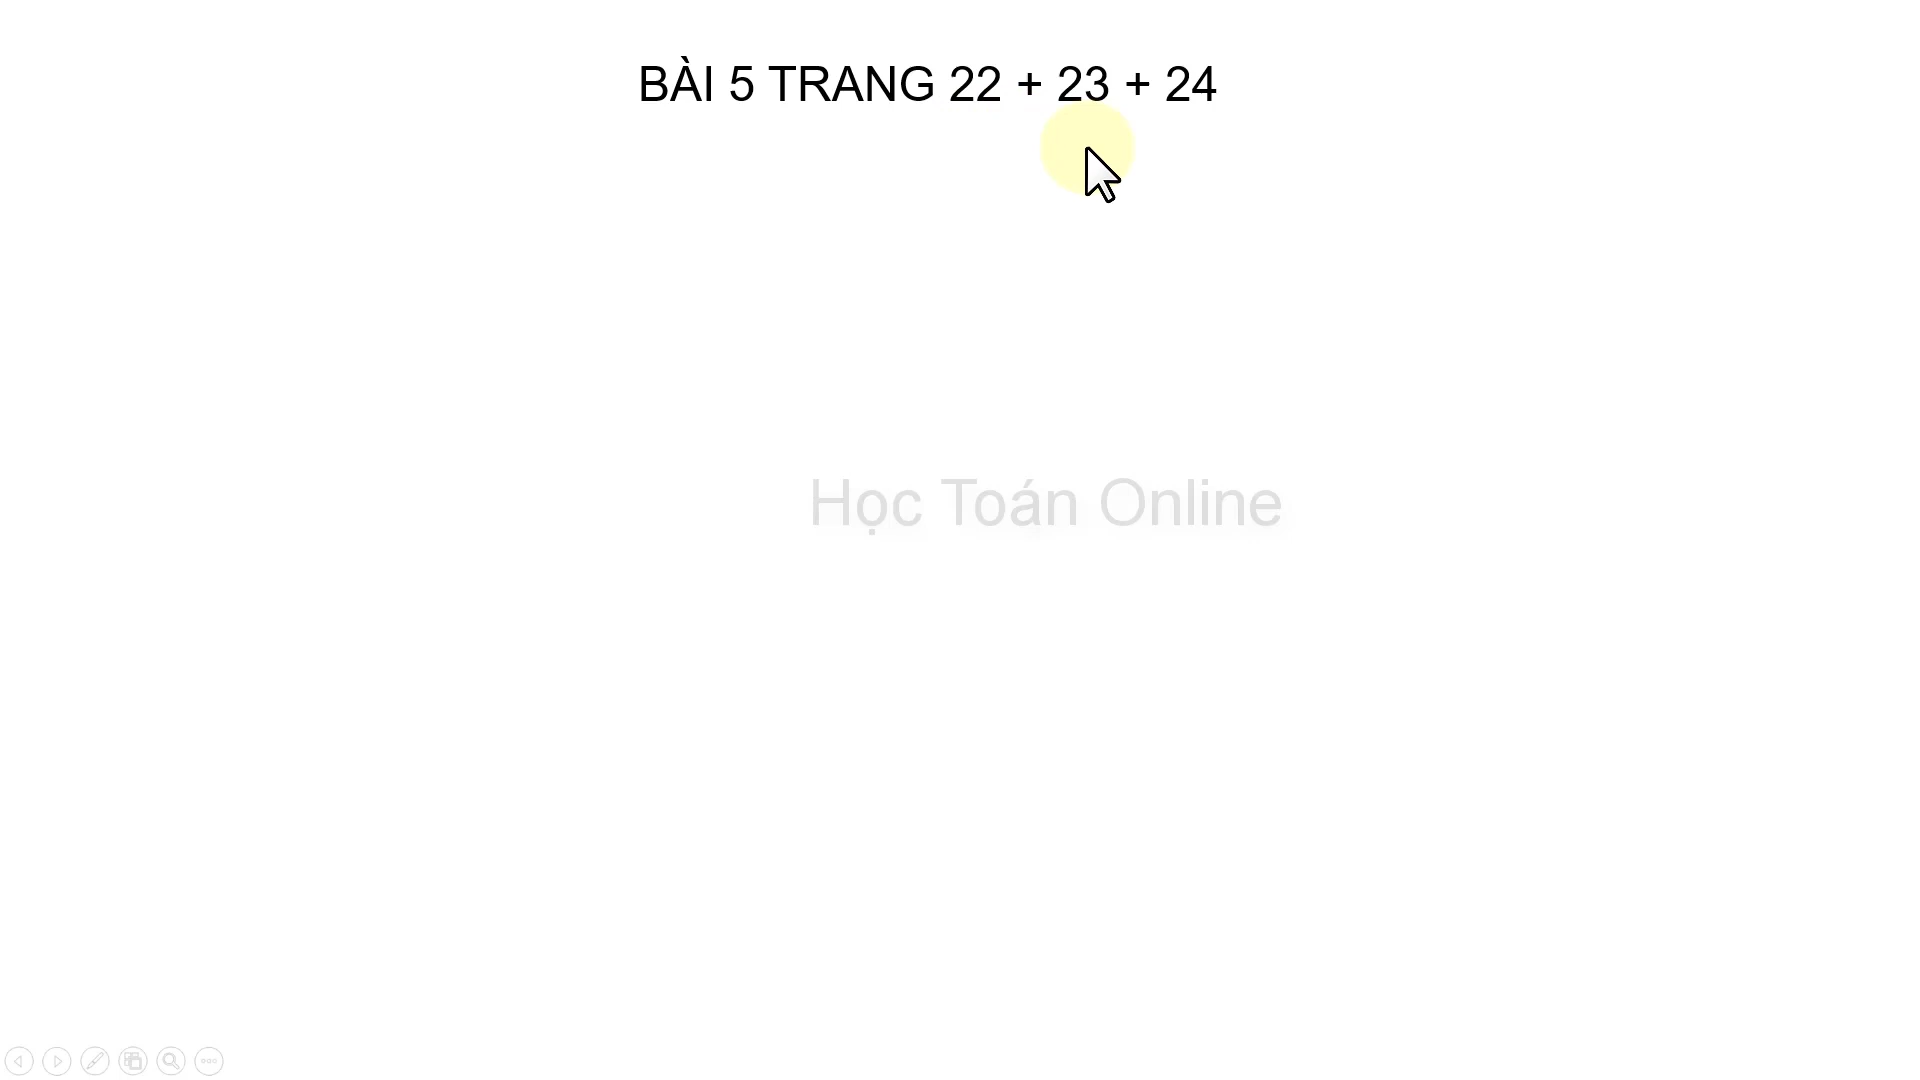 BÀI 5 TRANG 22 + 23 + 24
Học Toán Online